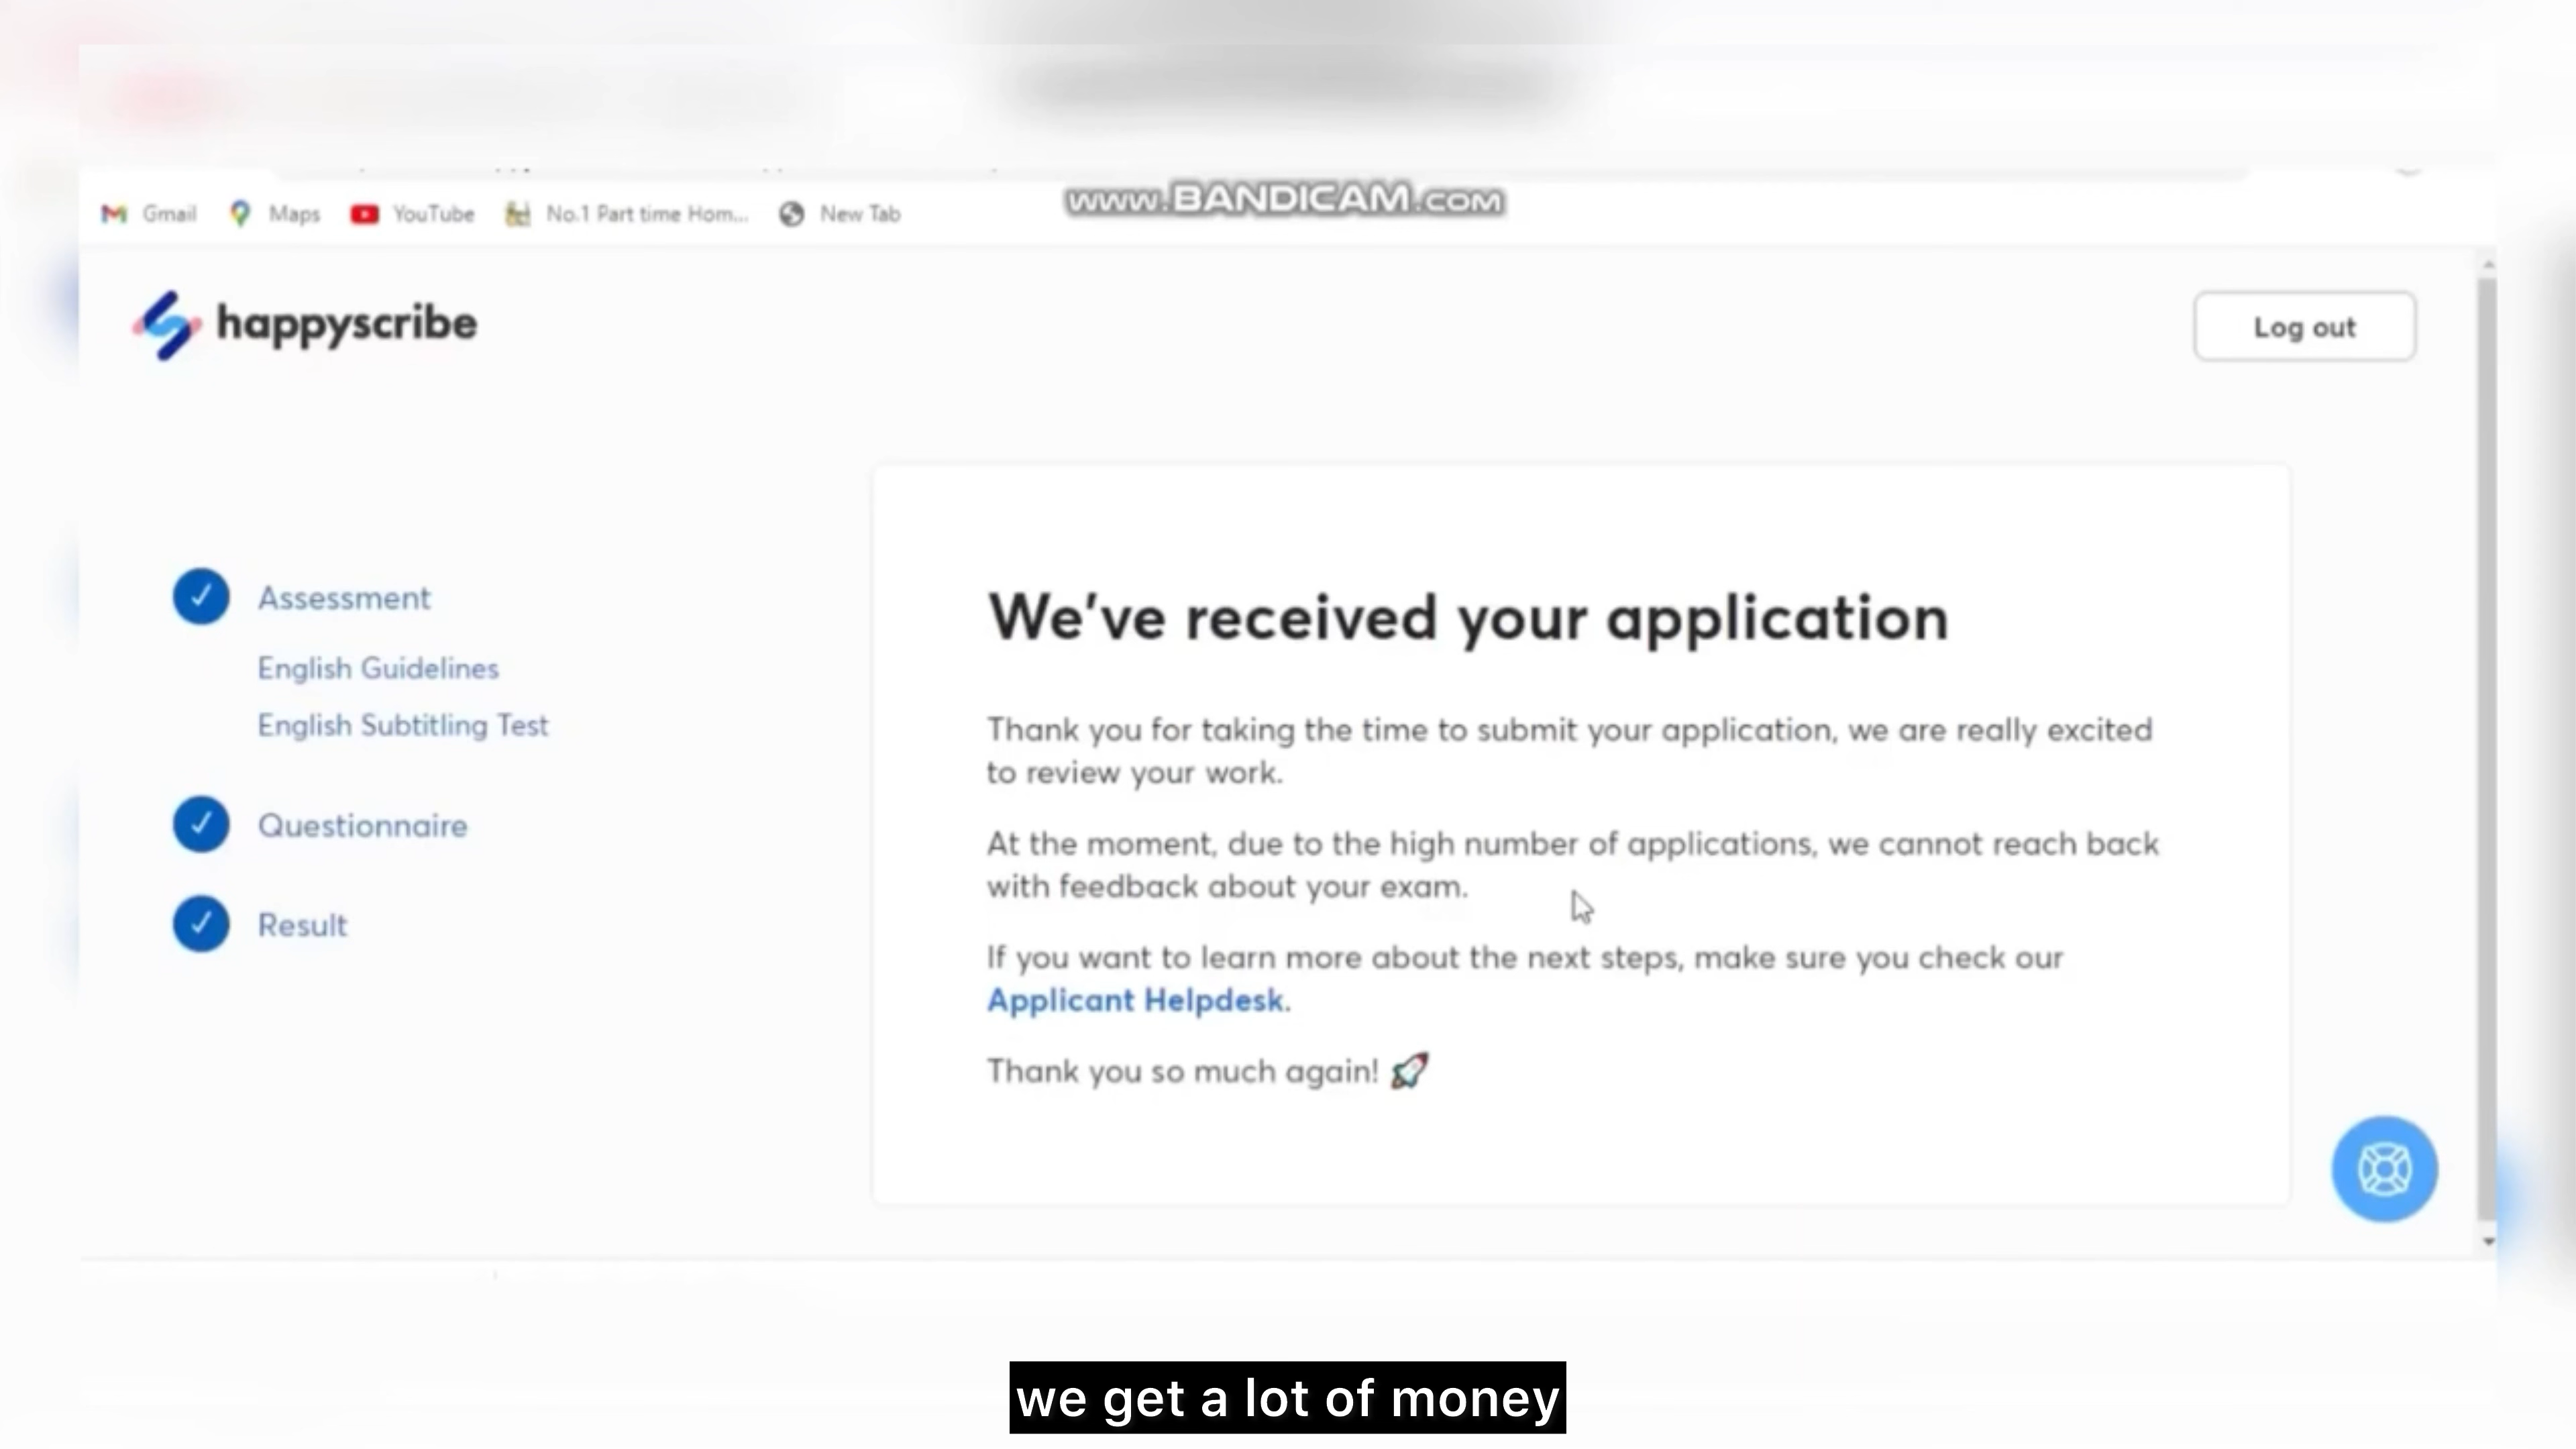 www.BANDICAM.com
Gmail Maps YouTube No.1 Part time Hom... New Tab
happyscribe
Log out
Assessment
English Guidelines
English Subtitling Test
Questionnaire
Result
We've received your application
Thank you for taking the time to submit your application, we are really excited
to review your work.
At the moment, due to the high number of applications, we cannot reach back
with feedback about your exam.
If you want to learn more about the next steps, make sure you check our
Applicant Helpdesk.
Thank you so much again! 🚀
we get a lot of money